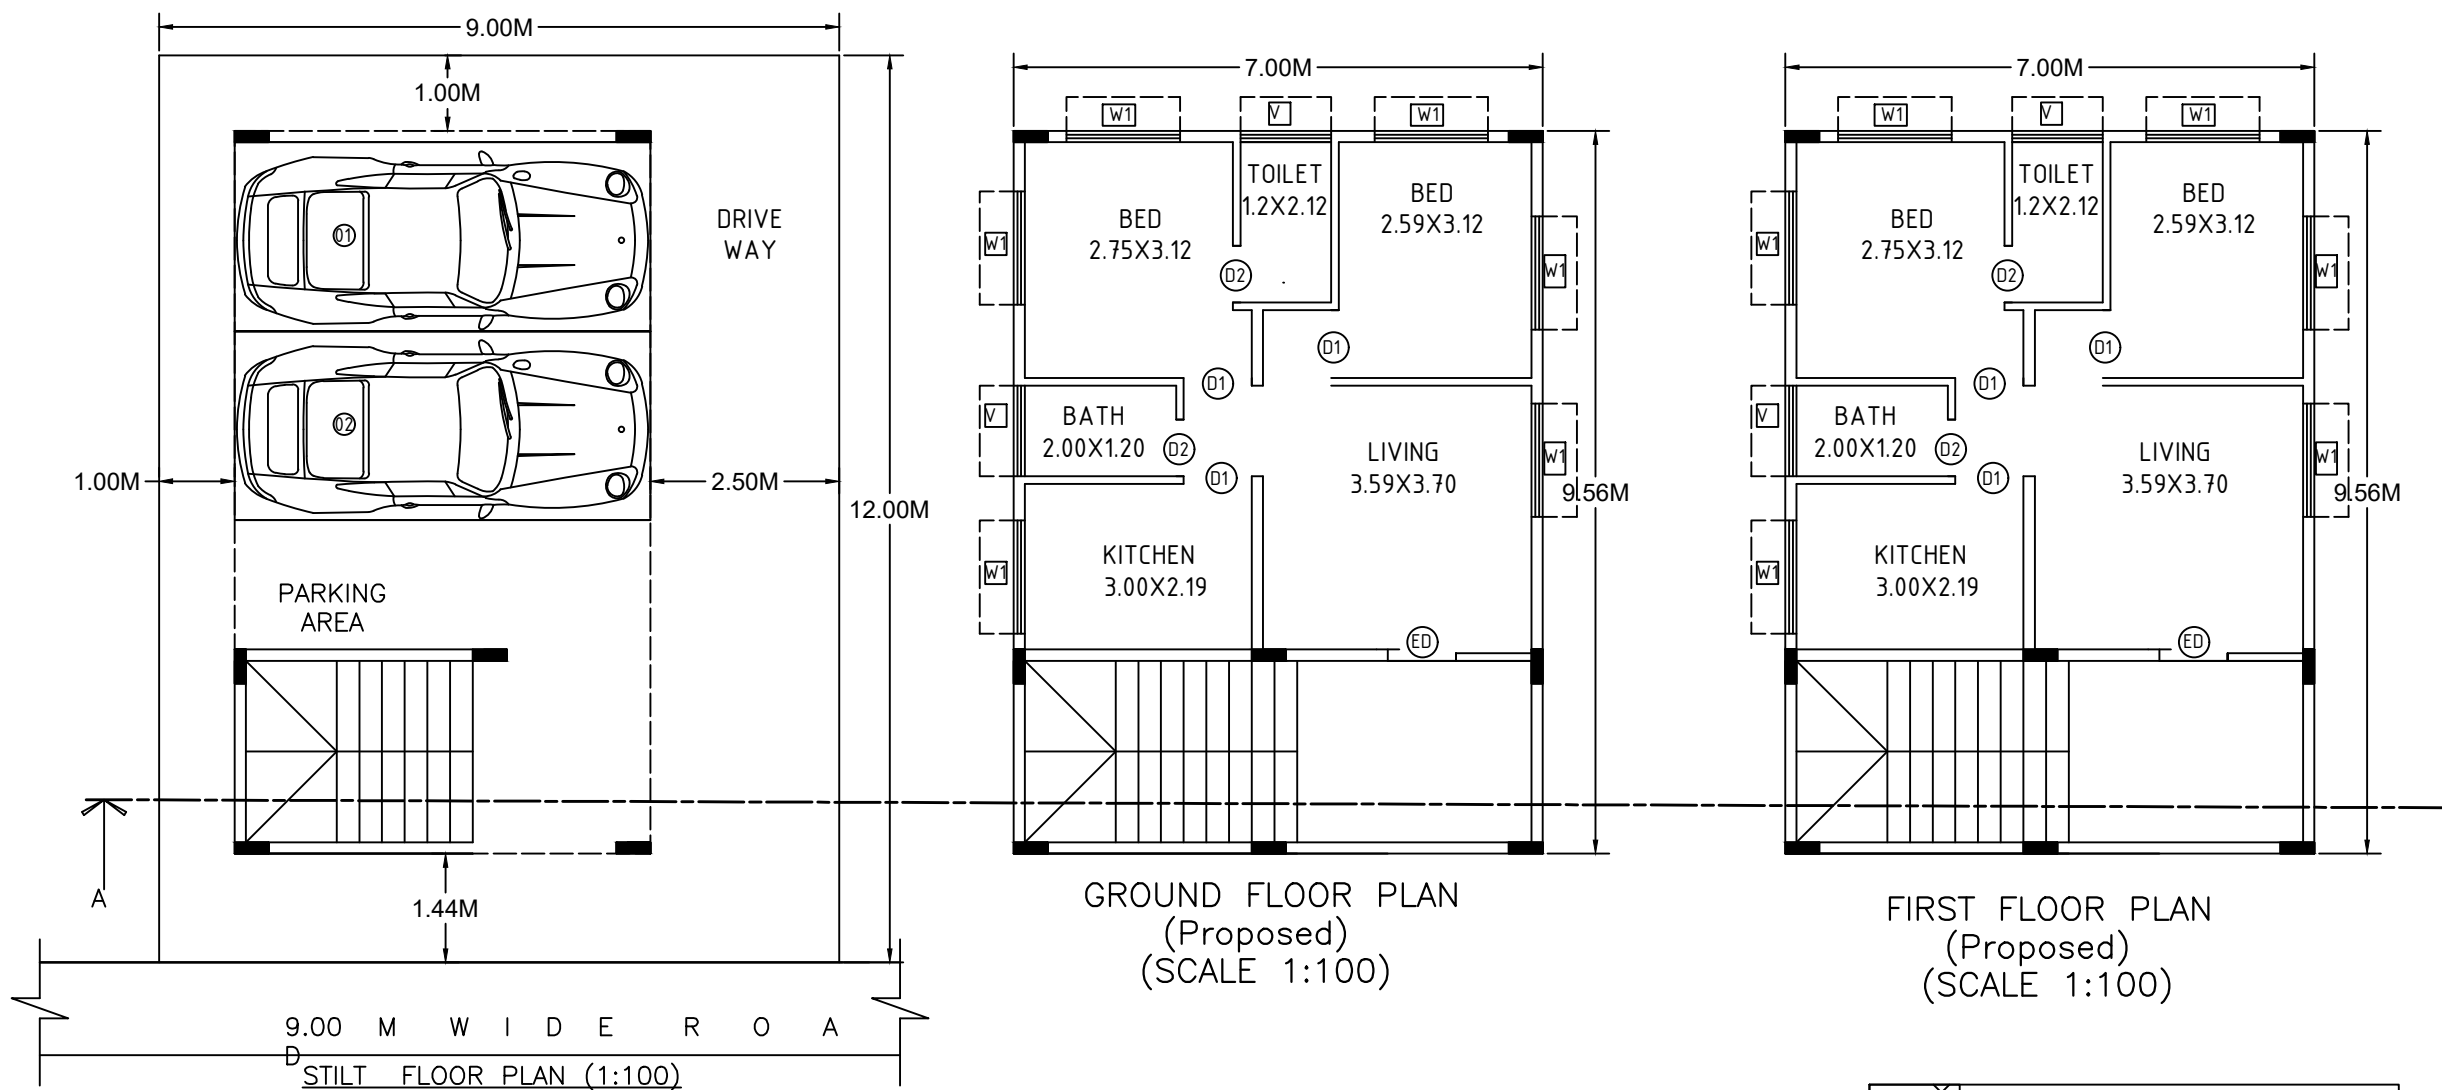 9.00M
1.00M
01
DRIVE
WAY
02
1.00M
2.50M
12.00M
PARKING
AREA
A
1.44M
9.00 M W I D E R O A
D
STILT FLOOR PLAN (1:100)
7.00M
W1
V
W1
TOILET
1.2X2.12
BED
2.59X3.12
BED
2.75X3.12
W1
D2
W1
D1
D1
V
BATH
2.00X1.20
D2
D1
LIVING
3.59X3.70
W1
9.56M
KITCHEN
3.00X2.19
W1
ED
GROUND FLOOR PLAN
(Proposed)
(SCALE 1:100)
7.00M
W1
V
W1
TOILET
1.2X2.12
BED
2.59X3.12
BED
2.75X3.12
W1
D2
W1
D1
D1
V
BATH
2.00X1.20
D2
D1
LIVING
3.59X3.70
W1
9.56M
KITCHEN
3.00X2.19
W1
ED
FIRST FLOOR PLAN
(Proposed)
(SCALE 1:100)